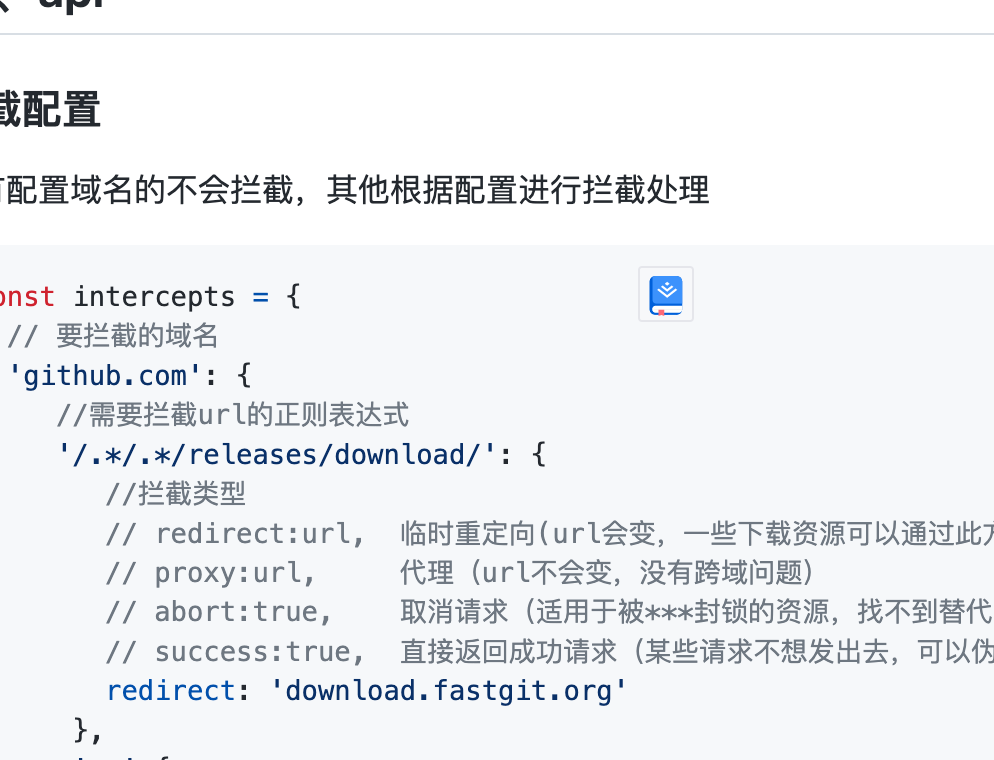 api
截配置
有配置域名的不会拦截，其他根据配置进行拦截处理
const intercepts = {
// 要拦截的域名
'github.com': {
//需要拦截url的正则表达式
'/.*/.*/releases/download/': {
//拦截类型
// redirect:url,  临时重定向(url会变，一些下载资源可以通过此方
// proxy:url,     代理（url不会变，没有跨域问题）
// abort:true,    取消请求（适用于被***封锁的资源，找不到替代
// success:true,  直接返回成功请求（某些请求不想发出去，可以伪
redirect: 'download.fastgit.org'
},